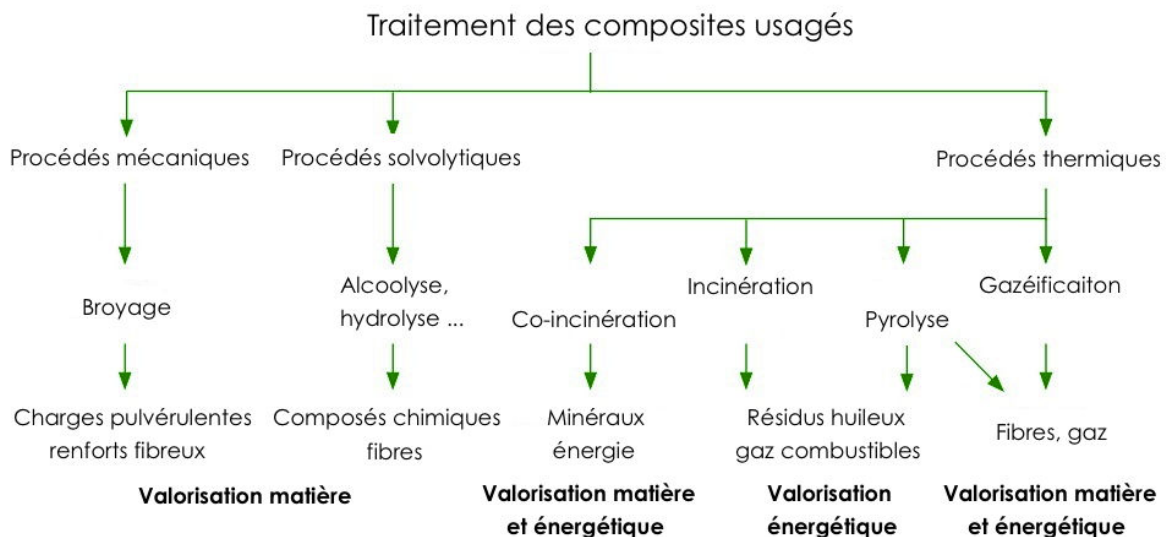 Traitement des composites usagés
Procédés mécaniques
Procédés solvolytiques
Procédés thermiques
Broyage
Alcoolyse,
hydrolyse ...
Co-incinération
Incinération
Pyrolyse
Gazéificaiton
Charges pulvérulentes
renforts fibreux
Composés chimiques
fibres
Minéraux
énergie
Résidus huileux
gaz combustibles
Fibres, gaz
Valorisation matière
Valorisation matière
et énergétique
Valorisation
énergétique
Valorisation matière
et énergétique